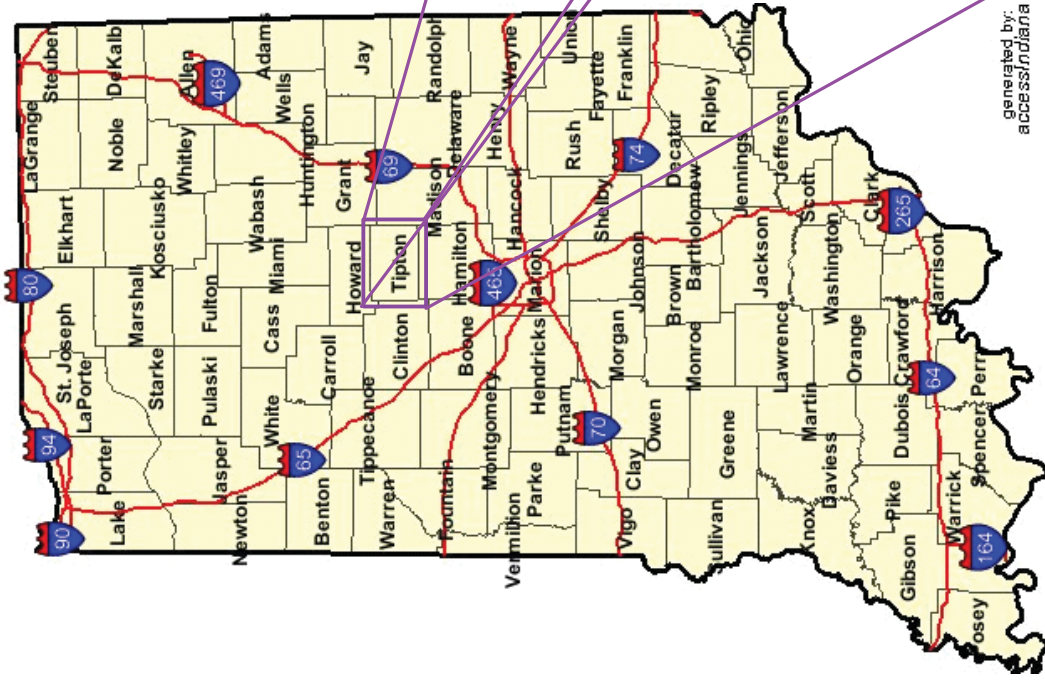 90
94
80
LaGrange
Steuben
St. Joseph
Elkhart
LaPorte
Porter
Lake
Noble
DeKalb
Marshall
Starke
Kosciusko
Whitley
Allen
469
Newton
Jasper
Pulaski
Fulton
Wabash
Huntington
Wells
Adams
White
Cass
Miami
65
Benton
Carroll
Howard
Grant
69
Jay
Warren
Tippecanoe
Clinton
Tipton
Madison
Delaware
Randolph
Fountain
Montgomery
Boone
Hamilton
465
Vermillion
Parke
Putnam
Hendricks
Marion
Hancock
Henry
Wayne
70
Vigo
Clay
Owen
Morgan
Johnson
Shelby
Rush
Fayette
Union
Franklin
74
Sullivan
Greene
Monroe
Brown
Bartholomew
Decatur
Ripley
Ohio
Knox
Daviess
Martin
Lawrence
Jackson
Jennings
Jefferson
Scott
Washington
Orange
Clark
265
Gibson
Pike
Dubois
Crawford
Harrison
64
Posey
Warrick
Spencer
Perry
164
generated by:
accessIndiana